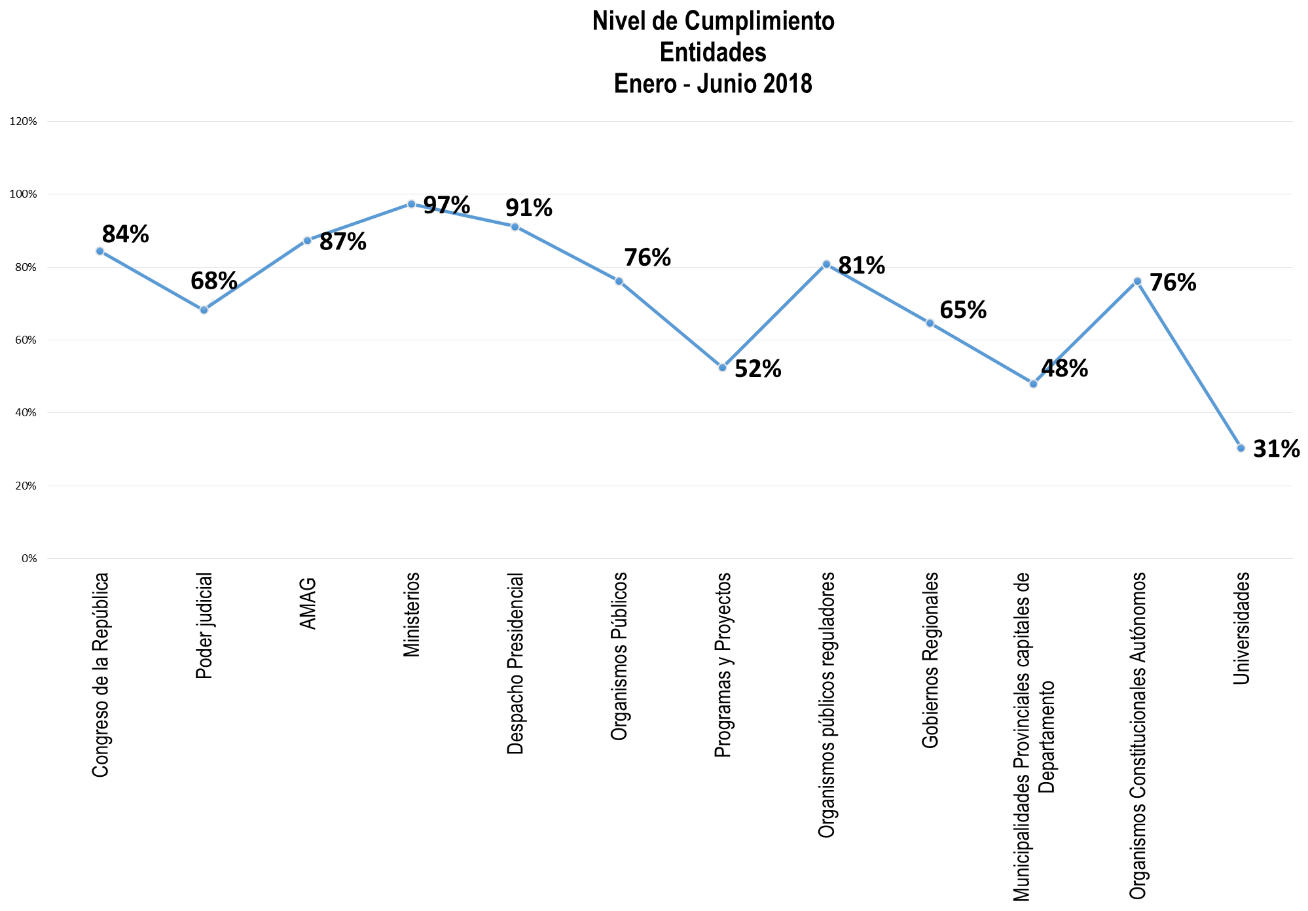 Nivel de Cumplimiento
Entidades
Enero - Junio 2018
120%
100%
80%
60%
40%
20%
0%
84%
68%
87%
97%
91%
76%
52%
81%
65%
48%
76%
31%
Congreso de la República
Poder judicial
AMAG
Ministerios
Despacho Presidencial
Organismos Públicos
Programas y Proyectos
Organismos públicos reguladores
Gobiernos Regionales
Municipalidades Provinciales capitales de
Departamento
Organismos Constitucionales Autónomos
Universidades